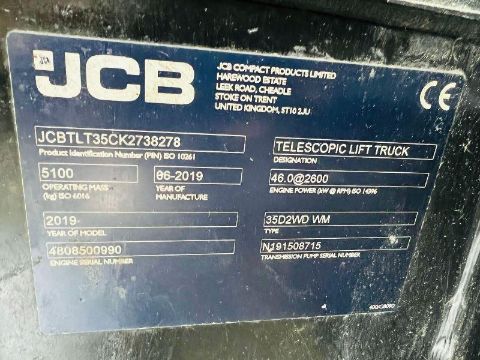 JCB
JCB COMPACT PRODUCTS LIMITED
HAREWOOD ESTATE
LEEK ROAD, CHEADLE
STOKE ON TRENT
UNITED KINGDOM, ST10 2JU
CE
JCBTLT35CK2738278
Product Identification Number (PIN) ISO 10261
TELESCOPIC LIFT TRUCK
DESIGNATION
5100
OPERATING MASS
(kg) ISO 6016
06-2019
YEAR OF
MANUFACTURE
46.0@2600
ENGINE POWER (kW @ RPM) ISO 14396
2019-
YEAR OF MODEL
35D2WD WM
TYPE
4808500990
ENGINE SERIAL NUMBER
N191508715
TRANSMISSION PUMP SERIAL NUMBER